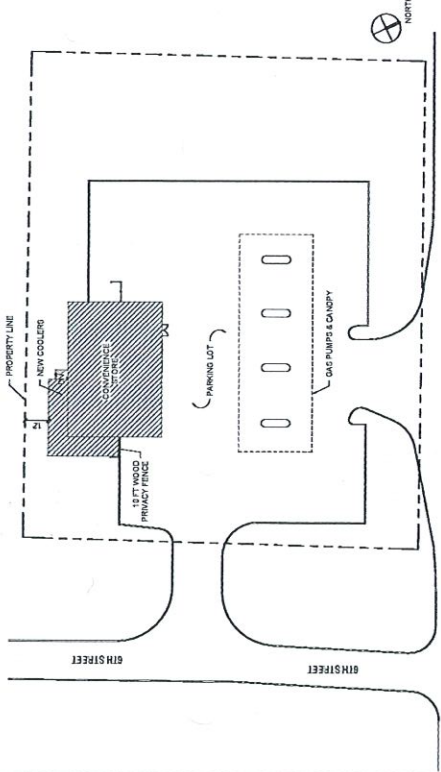 NORTH
PROPERTY LINE
NEW COOLERS
12'
CONVENIENCE
STORE
10 FT WOOD
PRIVACY FENCE
PARKING LOT
GAS PUMPS & CANOPY
6TH STREET
6TH STREET